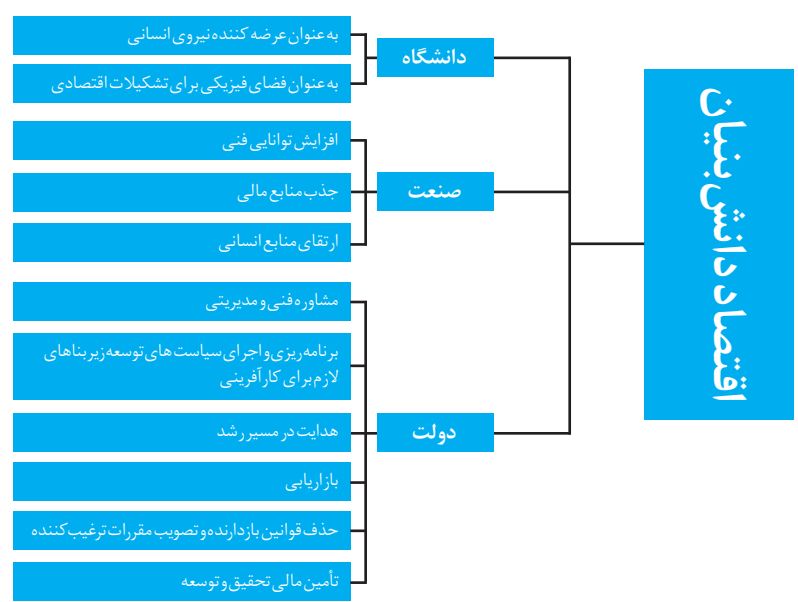 اقتصاد دانش بنیان
دانشگاه
به عنوان عرضه کننده نیروی انسانی
به عنوان فضای فیزیکی برای تشکیلات اقتصادی
صنعت
افزایش توانایی فنی
جذب منابع مالی
ارتقای منابع انسانی
دولت
مشاوره فنی و مدیریتی
برنامه ریزی و اجرای سیاست های توسعه زیربناهای
لازم برای کارآفرینی
هدایت در مسیر رشد
بازاریابی
حذف قوانین بازدارنده و تصویب مقررات ترغیب کننده
تأمین مالی تحقیق و توسعه